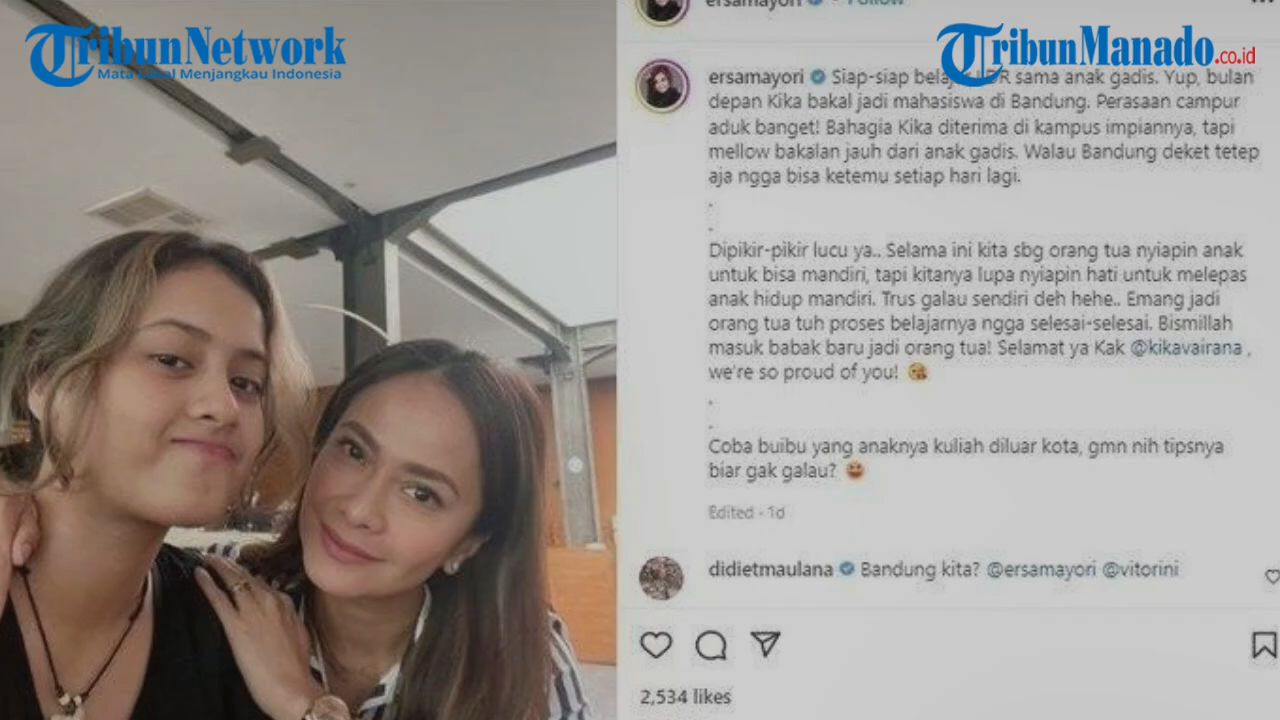 TribunNetwork
Mata Lokal Menjangkau Indonesia
TribunManado.co.id
ersamayori Follow
ersamayori Siap-siap belajar LDR sama anak gadis. Yup, bulan
depan Kika bakal jadi mahasiswa di Bandung. Perasaan campur
aduk banget! Bahagia Kika diterima di kampus impiannya, tapi
mellow bakalan jauh dari anak gadis. Walau Bandung deket tetep
aja ngga bisa ketemu setiap hari lagi.
.
.
Dipikir-pikir lucu ya.. Selama ini kita sbg orang tua nyiapin anak
untuk bisa mandiri, tapi kitanya lupa nyiapin hati untuk melepas
anak hidup mandiri. Trus galau sendiri deh hehe.. Emang jadi
orang tua tuh proses belajarnya ngga selesai-selesai. Bismillah
masuk babak baru jadi orang tua! Selamat ya Kak @kikavairana ,
we're so proud of you! 😘
.
.
Coba buibu yang anaknya kuliah diluar kota, gmn nih tipsnya
biar gak galau? 😆
Edited · 1d
didietmaulana Bandung kita? @ersamayori @vitorini
2,534 likes